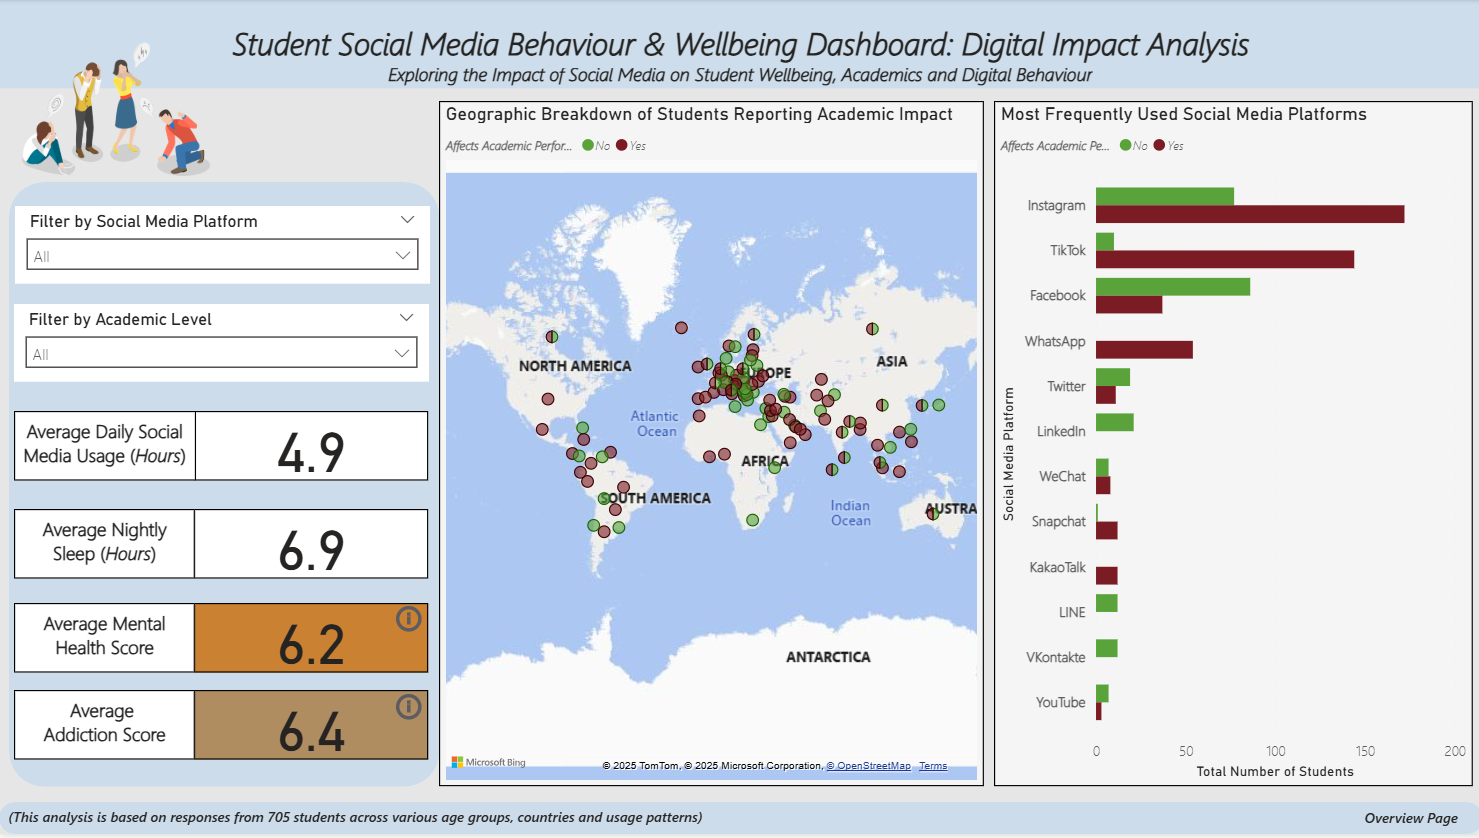 Student Social Media Behaviour & Wellbeing Dashboard: Digital Impact Analysis
Exploring the Impact of Social Media on Student Wellbeing, Academics and Digital Behaviour
Filter by Social Media Platform
All
Filter by Academic Level
All
Average Daily Social
Media Usage (Hours)
4.9
Average Nightly
Sleep (Hours)
6.9
Average Mental
Health Score
6.2
Average
Addiction Score
6.4
Geographic Breakdown of Students Reporting Academic Impact
Affects Academic Perfor... No Yes
NORTH AMERICA
ASIA
Atlantic
Ocean
AFRICA
SOUTH AMERICA
Indian
Ocean
ANTARCTICA
Microsoft Bing
© 2025 TomTom, © 2025 Microsoft Corporation, © OpenStreetMap Terms
Most Frequently Used Social Media Platforms
Affects Academic Pe... No Yes
Social Media Platform
Instagram
TikTok
Facebook
WhatsApp
Twitter
LinkedIn
WeChat
Snapchat
KakaoTalk
LINE
VKontakte
YouTube
0 50 100 150 200
Total Number of Students
(This analysis is based on responses from 705 students across various age groups, countries and usage patterns)
Overview Page